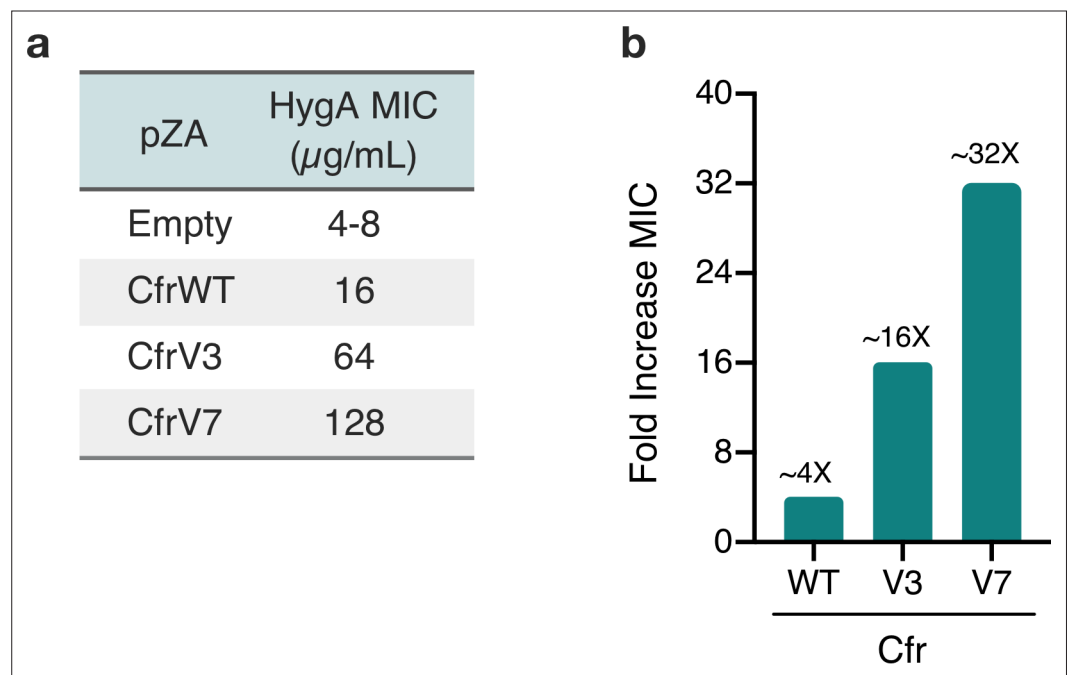 a
pZA HygA MIC
(µg/mL)
Empty 4-8
CfrWT 16
CfrV3 64
CfrV7 128
b
Fold Increase MIC
40
32
24
16
8
0
~4X
~16X
~32X
WT V3 V7
Cfr